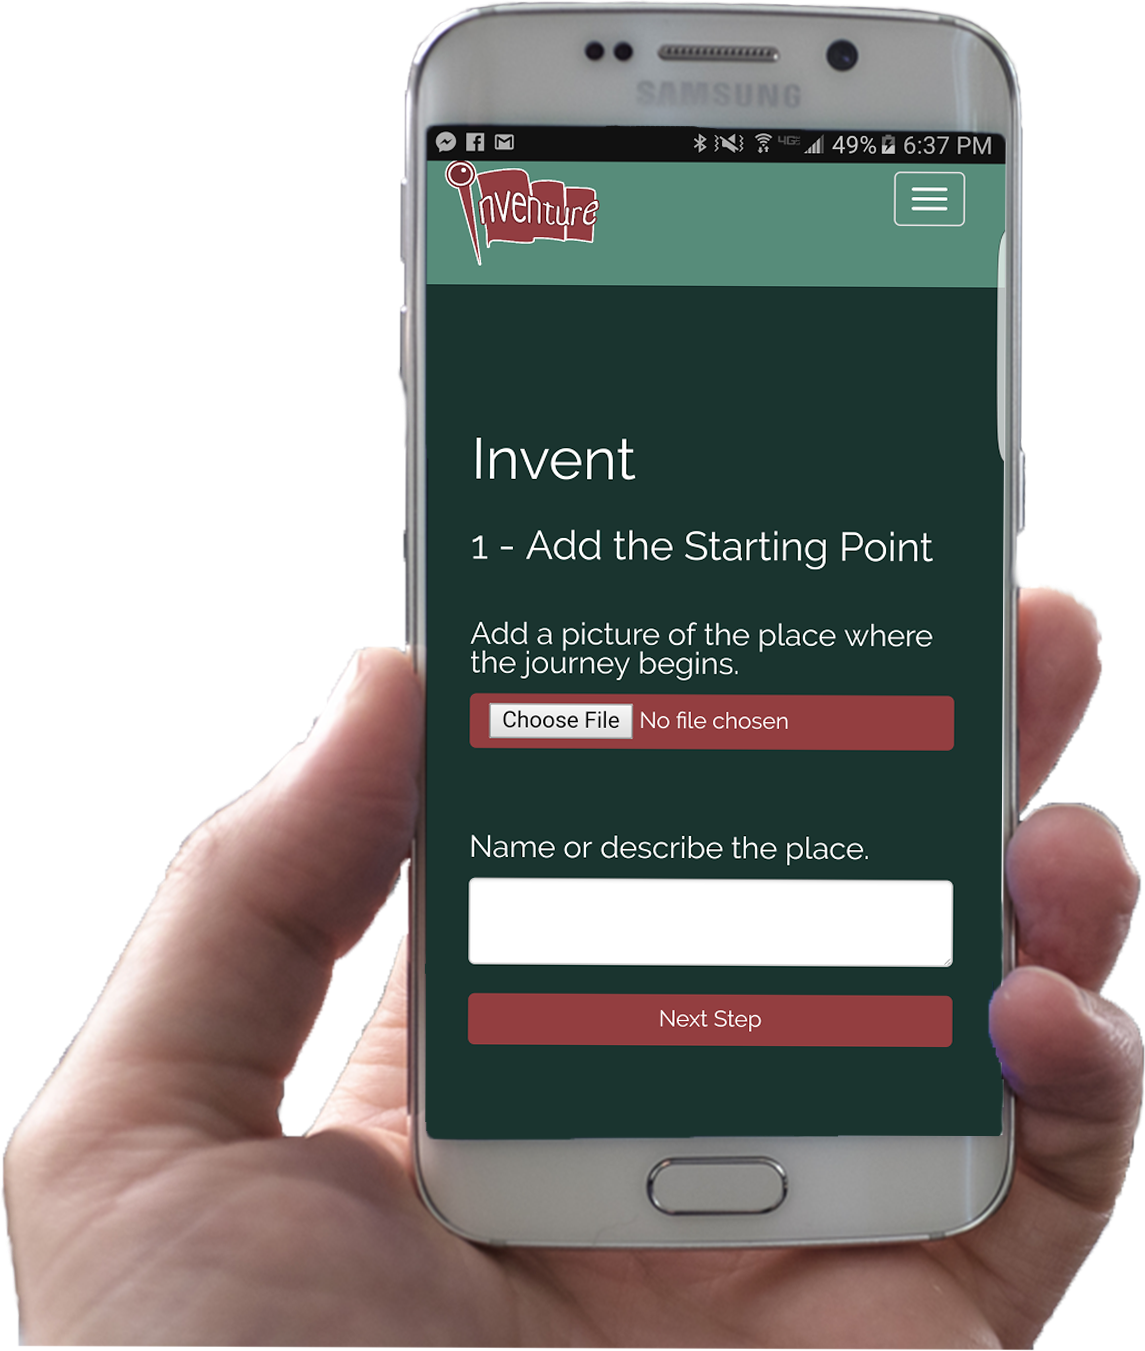 SAMSUNG
4G 49% 6:37 PM
Inventure
Invent
1 - Add the Starting Point
Add a picture of the place where
the journey begins.
Choose File No file chosen
Name or describe the place.
Next Step